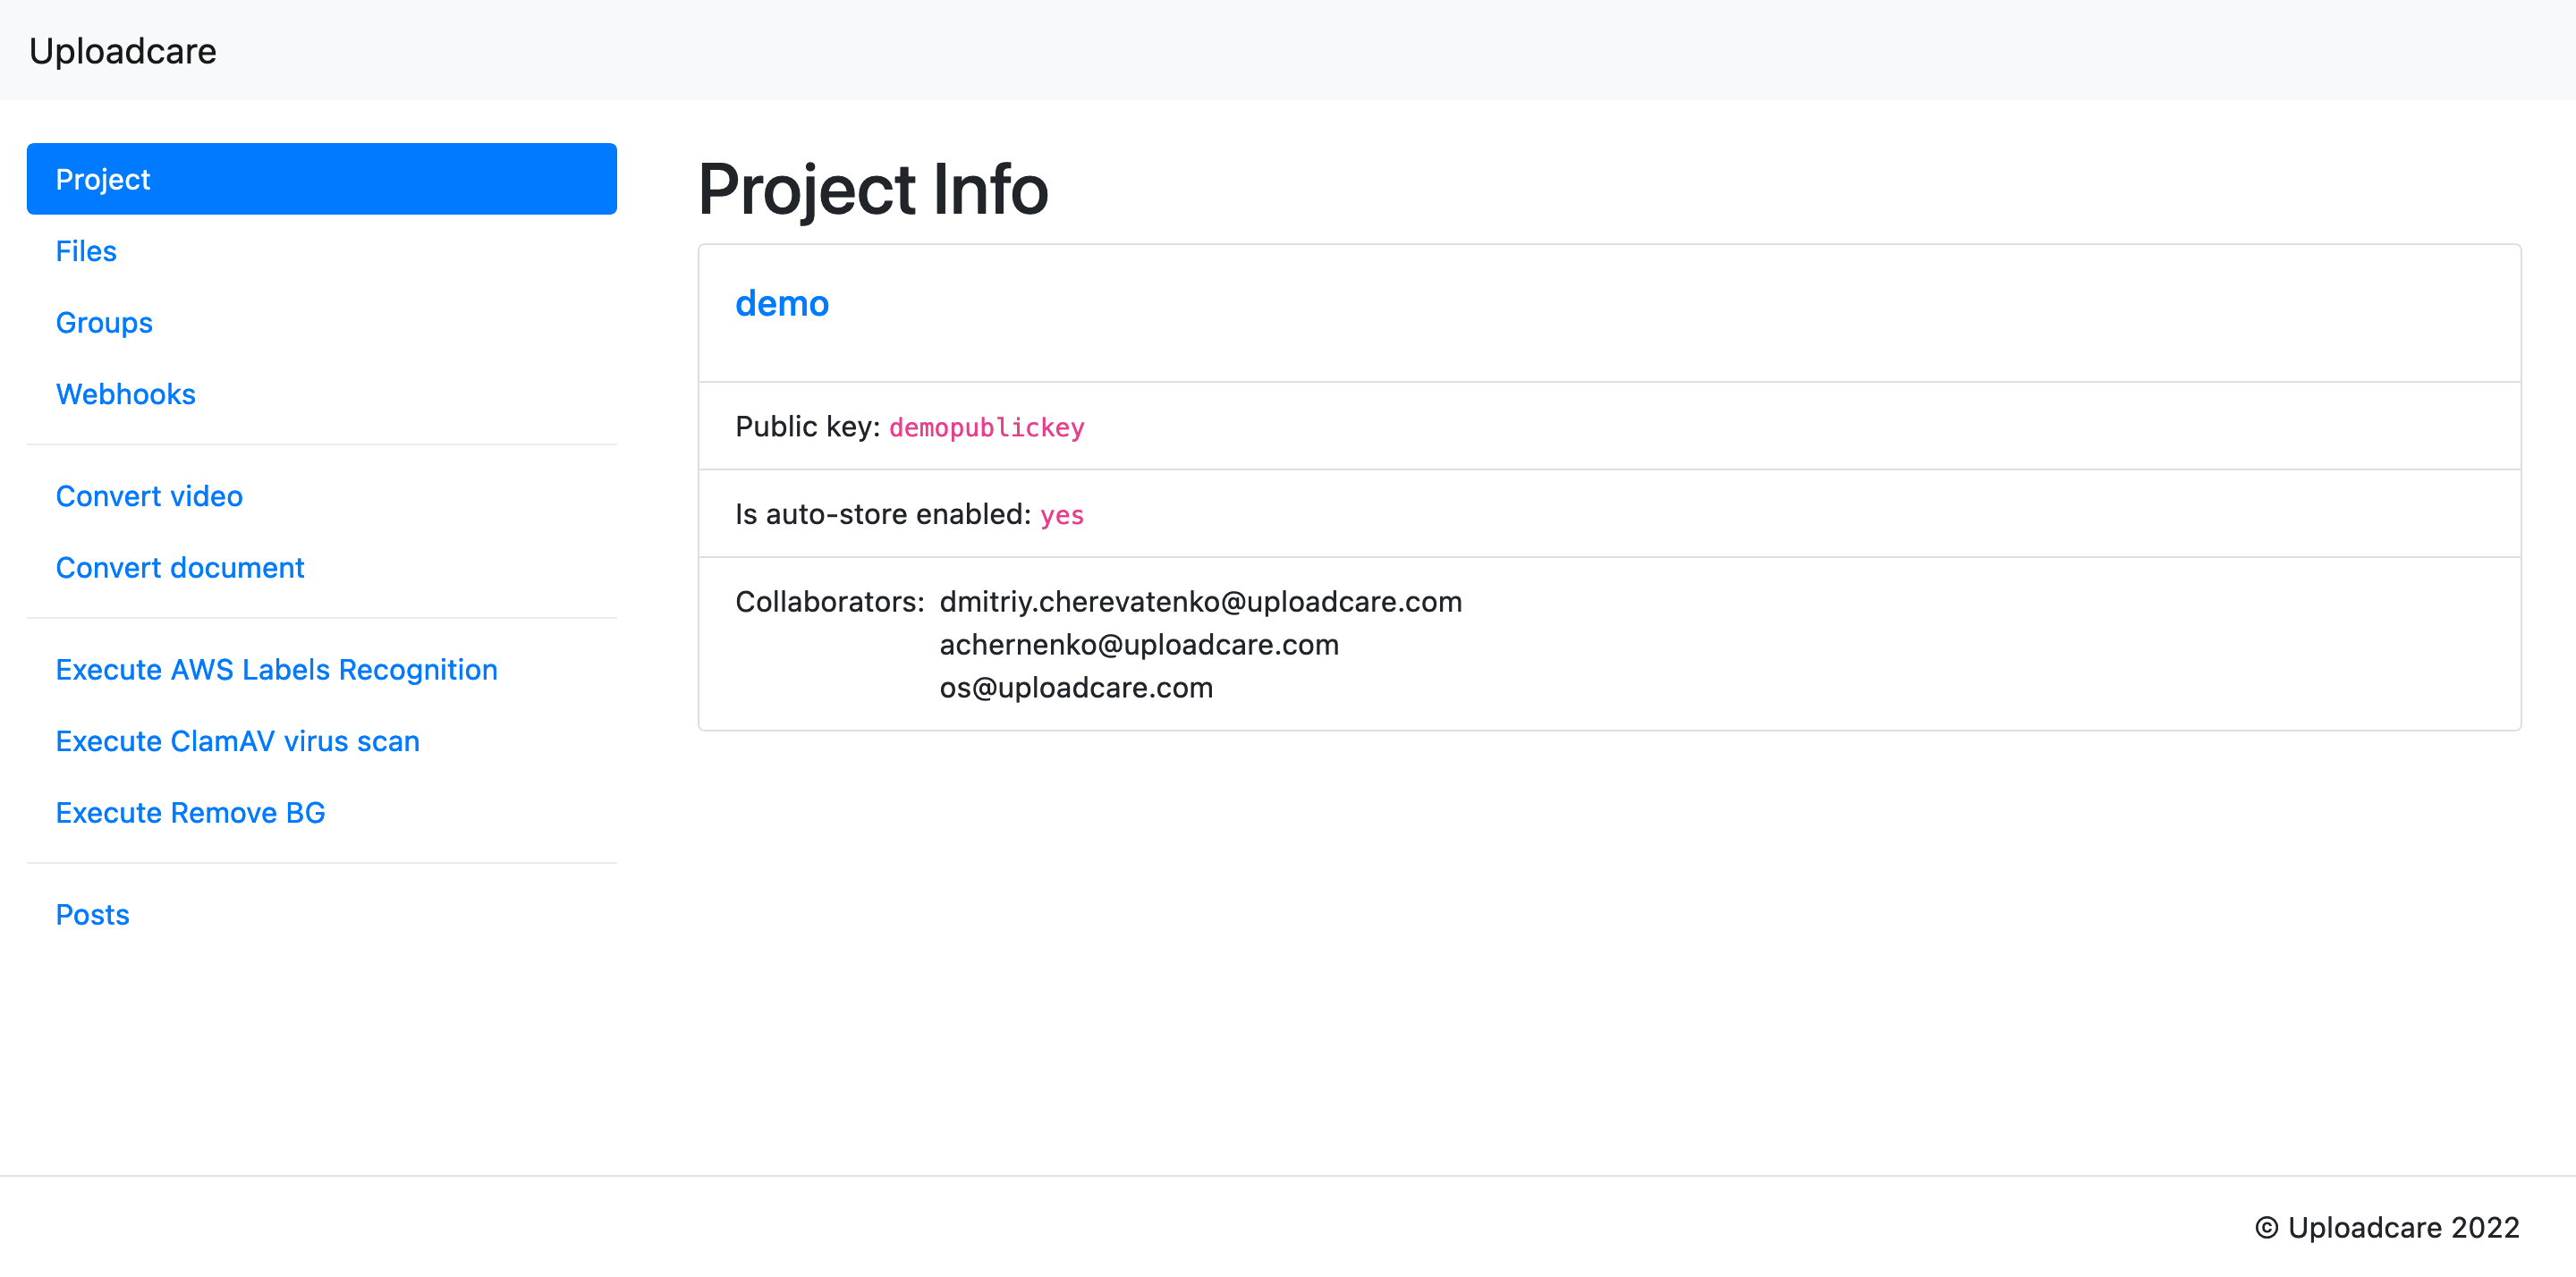 Uploadcare
Project
Files
Groups
Webhooks
Convert video
Convert document
Execute AWS Labels Recognition
Execute ClamAV virus scan
Execute Remove BG
Posts
Project Info
demo
Public key: demopublickey
Is auto-store enabled: yes
Collaborators: dmitriy.cherevatenko@uploadcare.com
achernenko@uploadcare.com
os@uploadcare.com
© Uploadcare 2022